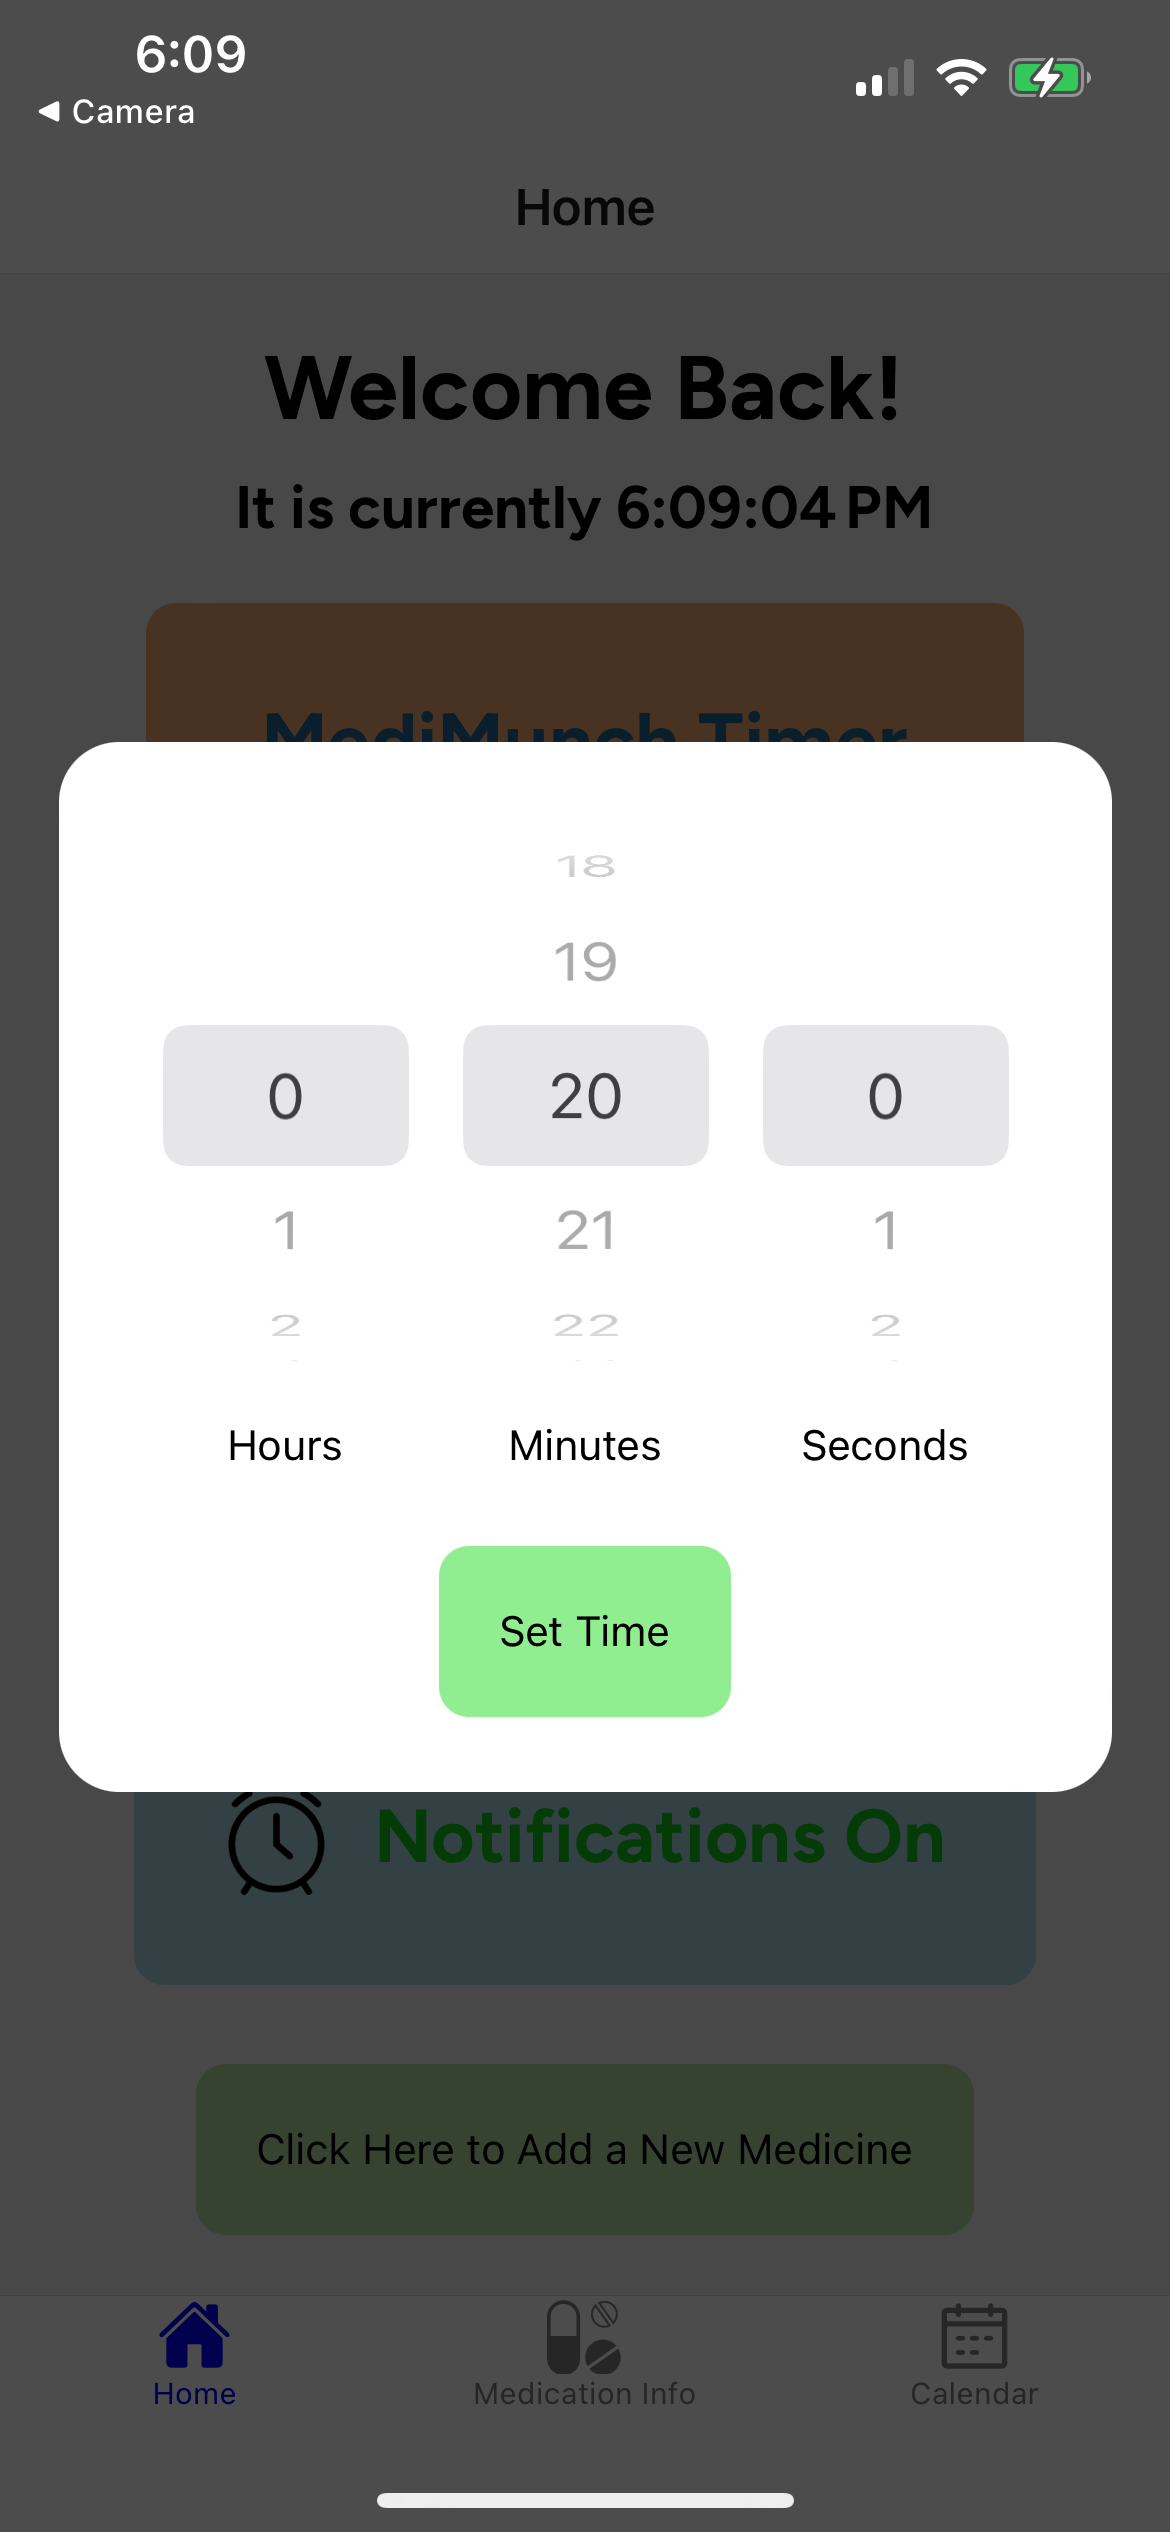 6:09
Camera
Home
Welcome Back!
It is currently 6:09:04 PM
MediMunch Timer
18
19
0 20 0
1 21 1
2 22 2
Hours Minutes Seconds
Set Time
Notifications On
Click Here to Add a New Medicine
Home Medication Info Calendar